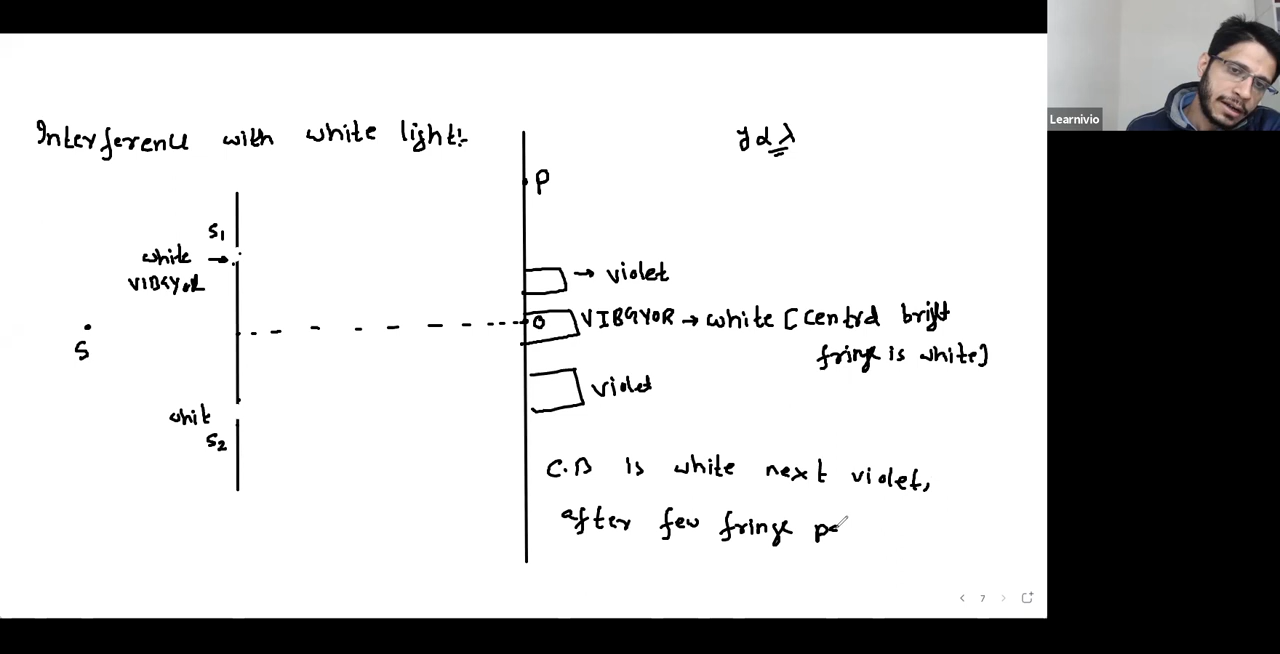 Interference with white light:
y α λ
P
S1
white →
VIBGYOR
→ violet
O VIBGYOR → white [central bright
fringe is white]
S
violet
whit
S2
C.B is white next violet,
after few fringe
7
Learnivio